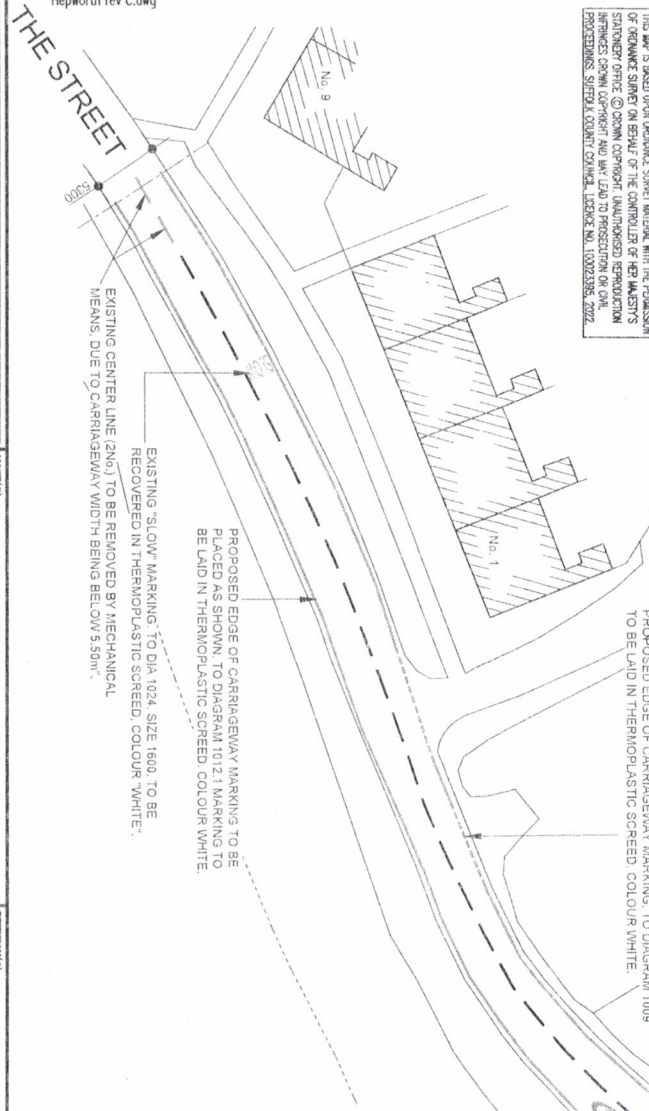 Hepworth rev C.dwg
THIS MAP IS BASED UPON ORDNANCE SURVEY MATERIAL WITH THE PERMISSION
OF ORDNANCE SURVEY ON BEHALF OF THE CONTROLLER OF HER MAJESTY'S
STATIONERY OFFICE © CROWN COPYRIGHT. UNAUTHORISED REPRODUCTION
INFRINGES CROWN COPYRIGHT AND MAY LEAD TO PROSECUTION OR CIVIL
PROCEEDINGS. SUFFOLK COUNTY COUNCIL LICENCE NO. 100023395, 2022.
THE STREET
No. 9
No. 1
5300
SLOW
PROPOSED EDGE OF CARRIAGEWAY MARKING, TO DIAGRAM 1009
TO BE LAID IN THERMOPLASTIC SCREED, COLOUR WHITE.
PROPOSED EDGE OF CARRIAGEWAY MARKING TO BE
PLACED AS SHOWN, TO DIAGRAM 1012.1 MARKING TO
BE LAID IN THERMOPLASTIC SCREED, COLOUR WHITE.
EXISTING "SLOW" MARKING, TO DIA 1024, SIZE 1600, TO BE
RECOVERED IN THERMOPLASTIC SCREED, COLOUR "WHITE".
EXISTING CENTER LINE (2No.) TO BE REMOVED BY MECHANICAL
MEANS, DUE TO CARRIAGEWAY WIDTH BEING BELOW 5.50m".